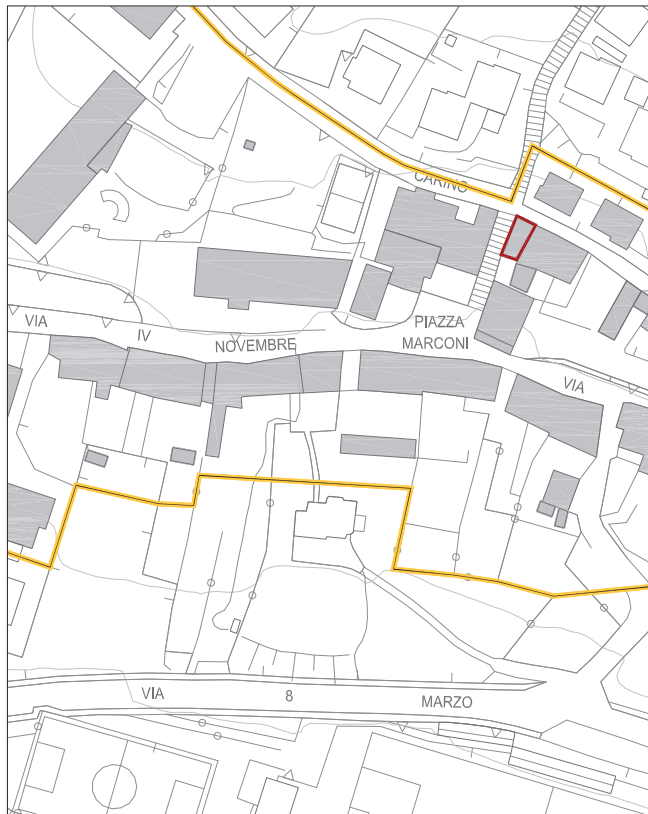 CARINO
PIAZZA
MARCONI
VIA IV NOVEMBRE
VIA
VIA 8 MARZO